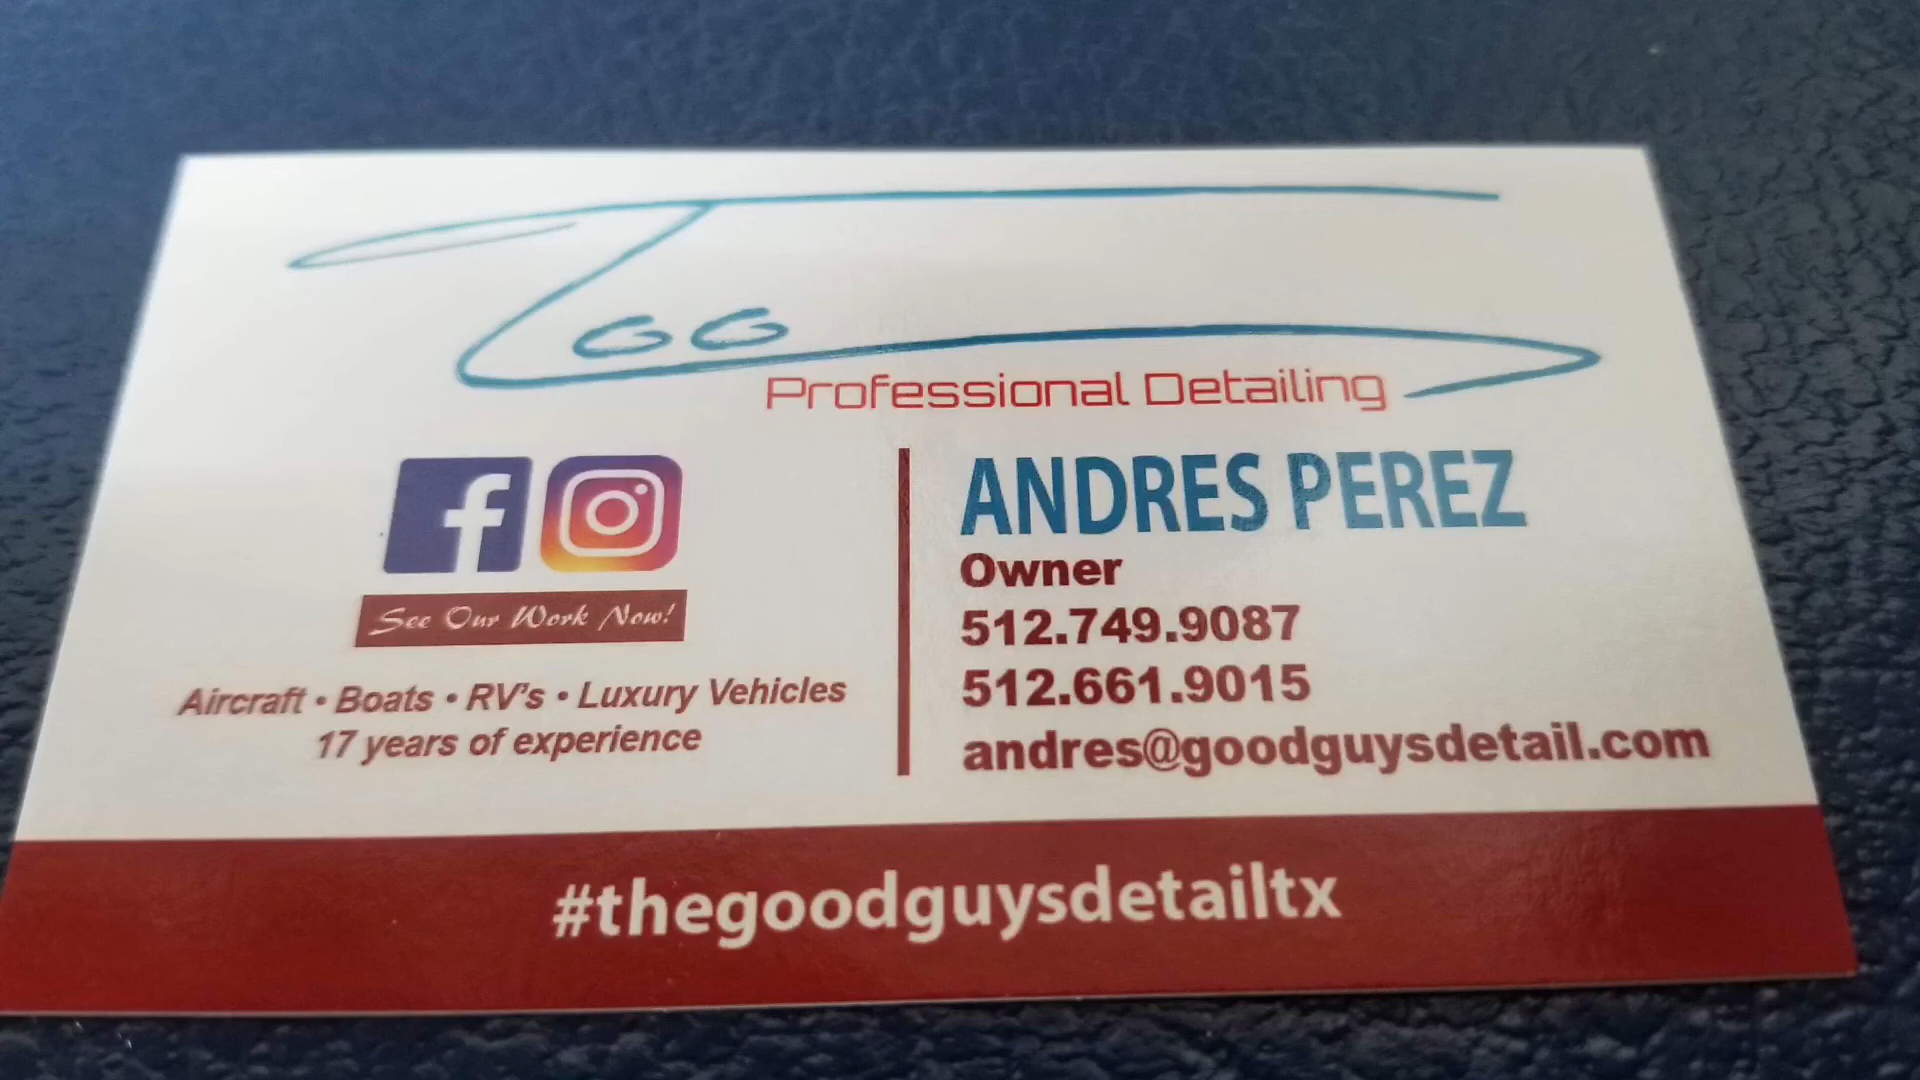 Too
Professional Detailing
See Our Work Now!
Aircraft • Boats • RV's • Luxury Vehicles
17 years of experience
ANDRES PEREZ
Owner
512.749.9087
512.661.9015
andres@goodguysdetail.com
#thegoodguysdetailtx